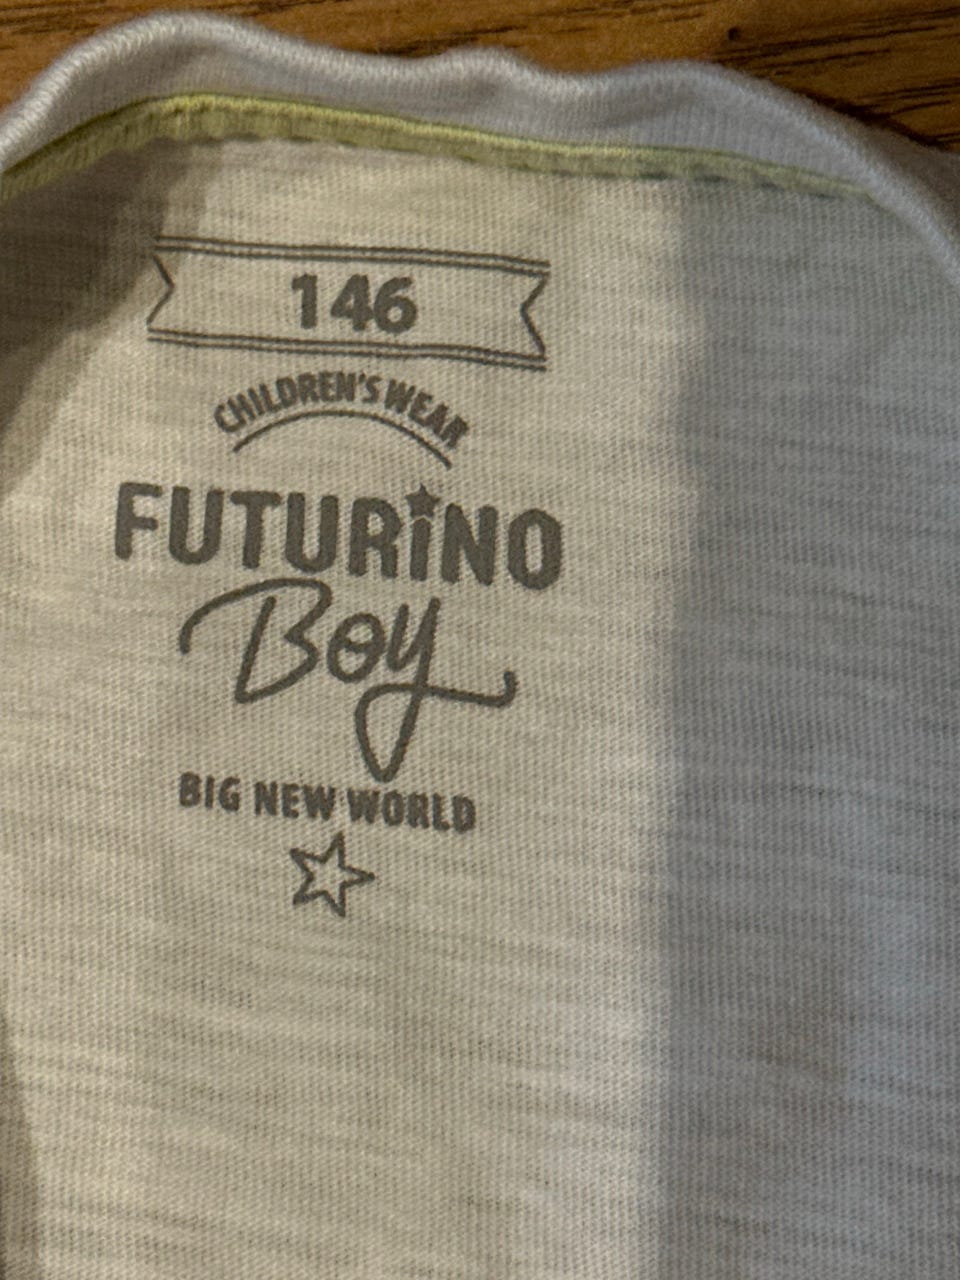 146
CHILDREN'S WEAR
FUTURiNO
Boy
BIG NEW WORLD